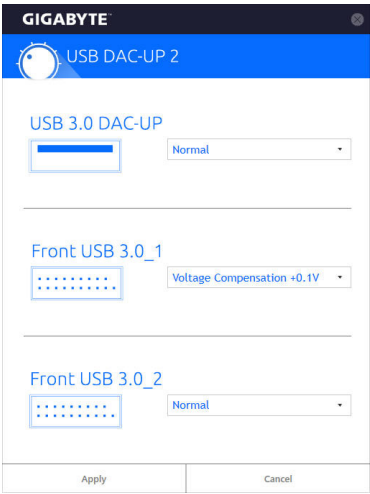 GIGABYTE™
USB DAC-UP 2
USB 3.0 DAC-UP
Normal
Front USB 3.0_1
Voltage Compensation +0.1V
Front USB 3.0_2
Normal
Apply
Cancel